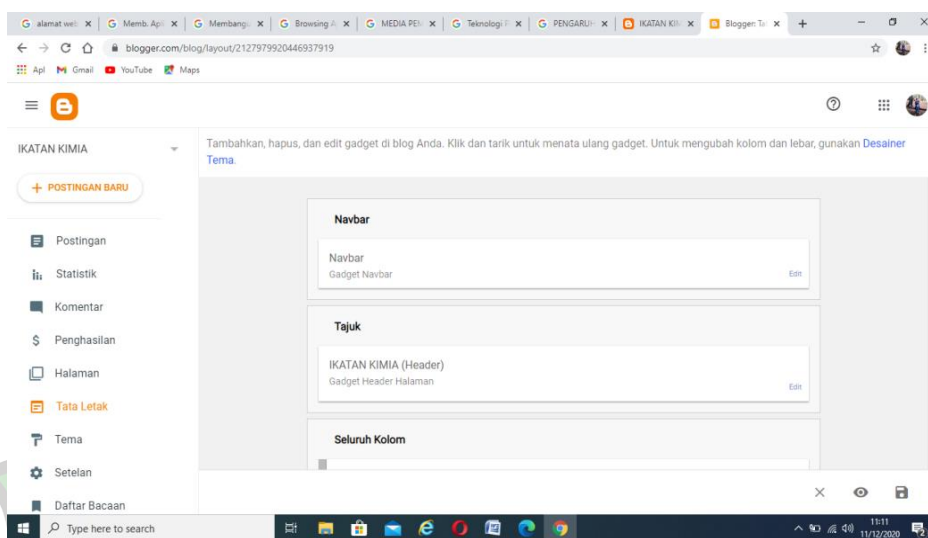 alamat web
Memb. Apl
Membangu
Browsing A
MEDIA PEM
Teknologi
PENGARUH
IKATAN KIM
Blogger: Ta
blogger.com/blog/layout/2127979920446937919
Apl
Gmail
YouTube
Maps
IKATAN KIMIA
Tambahkan, hapus, dan edit gadget di blog Anda. Klik dan tarik untuk menata ulang gadget. Untuk mengubah kolom dan lebar, gunakan Desainer
Tema.
+ POSTINGAN BARU
Postingan
Statistik
Komentar
Penghasilan
Halaman
Tata Letak
Tema
Setelan
Daftar Bacaan
Navbar
Navbar
Gadget Navbar
Edit
Tajuk
IKATAN KIMIA (Header)
Gadget Header Halaman
Edit
Seluruh Kolom
Type here to search
11:11
11/12/2020